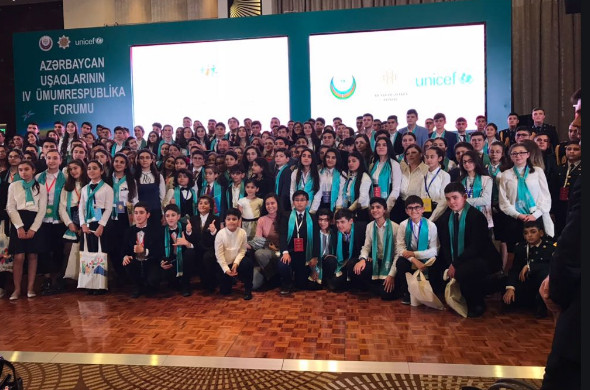 unicef
AZƏRBAYCAN
UŞAQLARININ
IV ÜMUMRESPUBLİKA
FORUMU
unicef